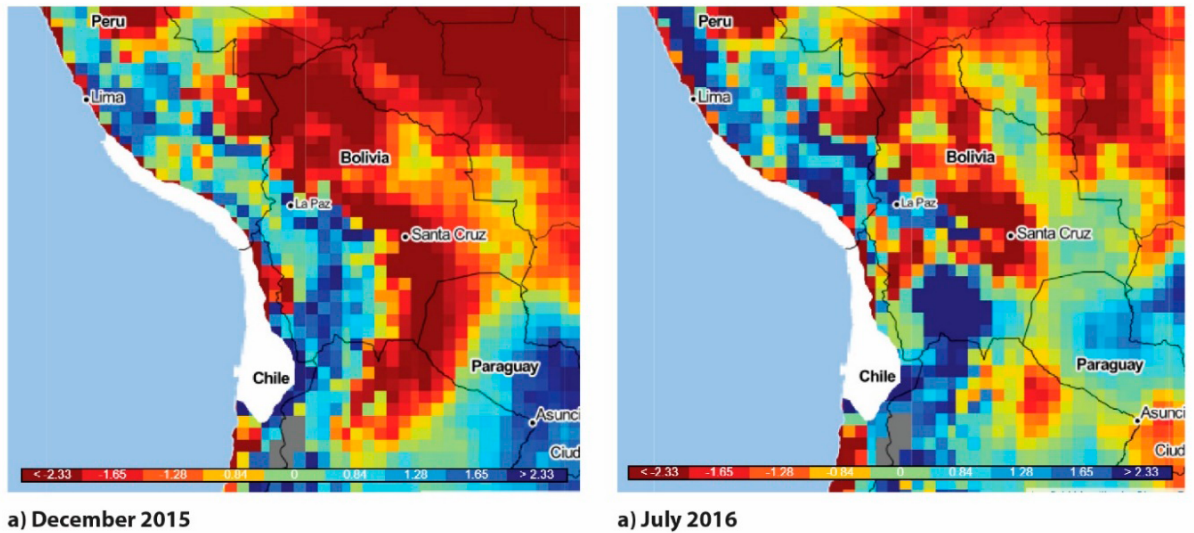 Peru
Lima
Bolivia
La Paz
Santa Cruz
Paraguay
Chile
Asunci
Ciud
< -2.33 -1.65 -1.28 -0.84 0 0.84 1.28 1.65 > 2.33
a) December 2015
Peru
Lima
Bolivia
La Paz
Santa Cruz
Paraguay
Chile
Asunci
Ciud
< -2.33 -1.65 -1.28 -0.84 0 0.84 1.28 1.65 > 2.33
a) July 2016